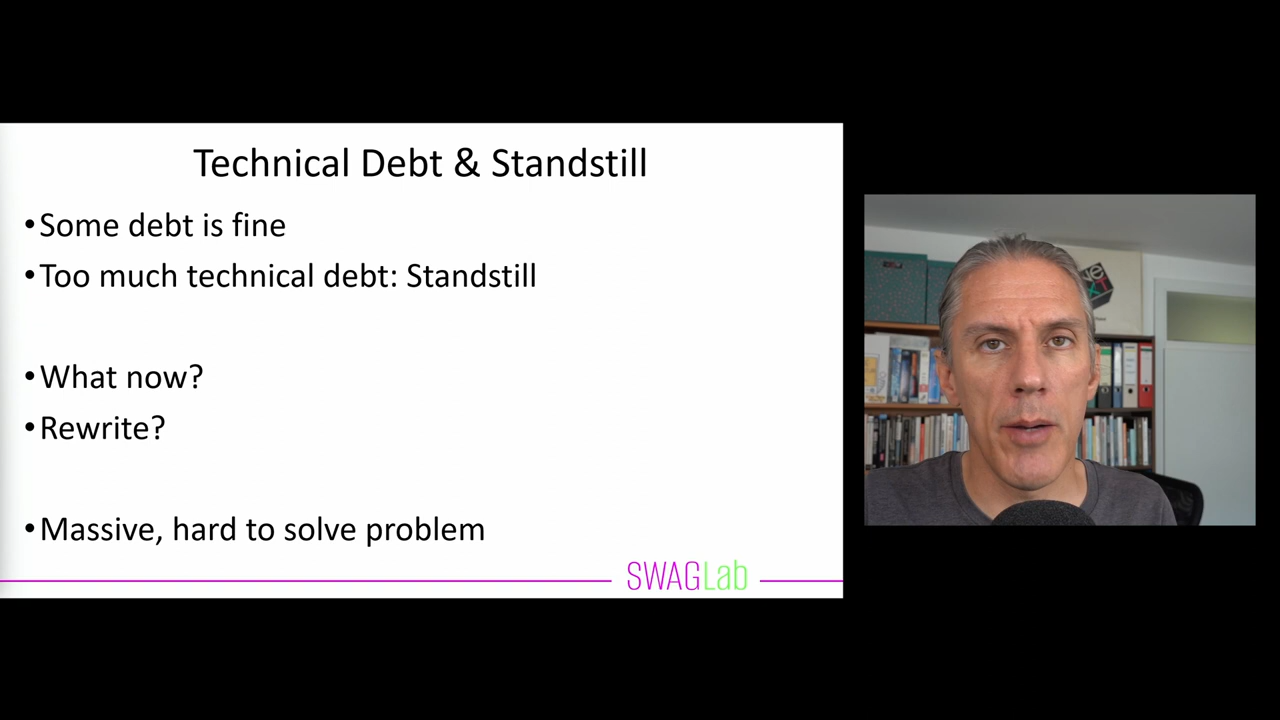 Technical Debt & Standstill
•Some debt is fine
•Too much technical debt: Standstill
•What now?
•Rewrite?
•Massive, hard to solve problem
SWAGLab